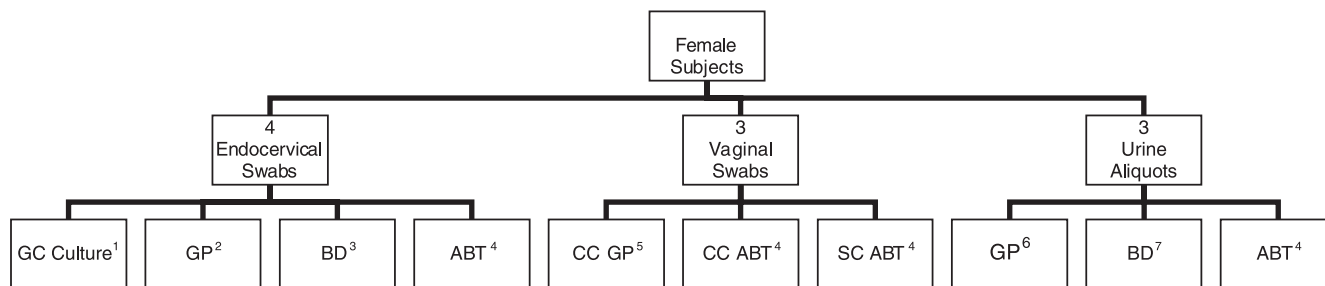 Female
Subjects
4
Endocervical
Swabs
3
Vaginal
Swabs
3
Urine
Aliquots
GC Culture¹
GP²
BD³
ABT⁴
CC GP⁵
CC ABT⁴
SC ABT⁴
GP⁶
BD⁷
ABT⁴